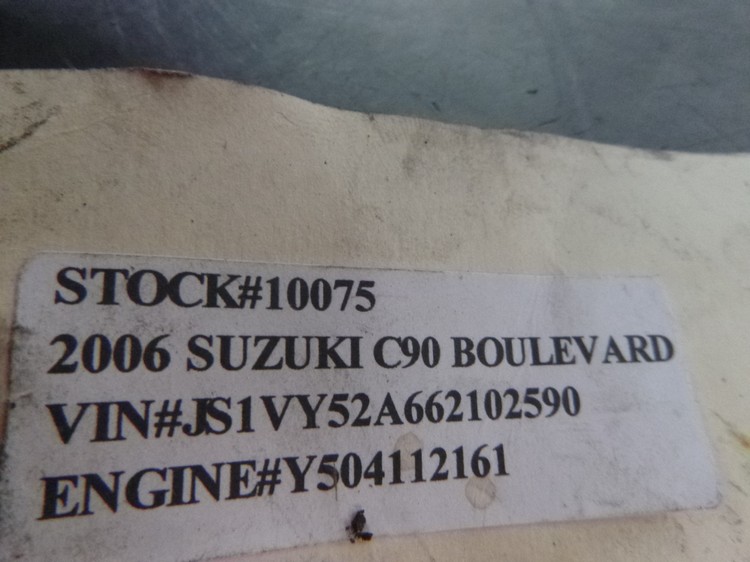 STOCK#10075
2006 SUZUKI C90 BOULEVARD
VIN#JS1VY52A662102590
ENGINE#Y504112161